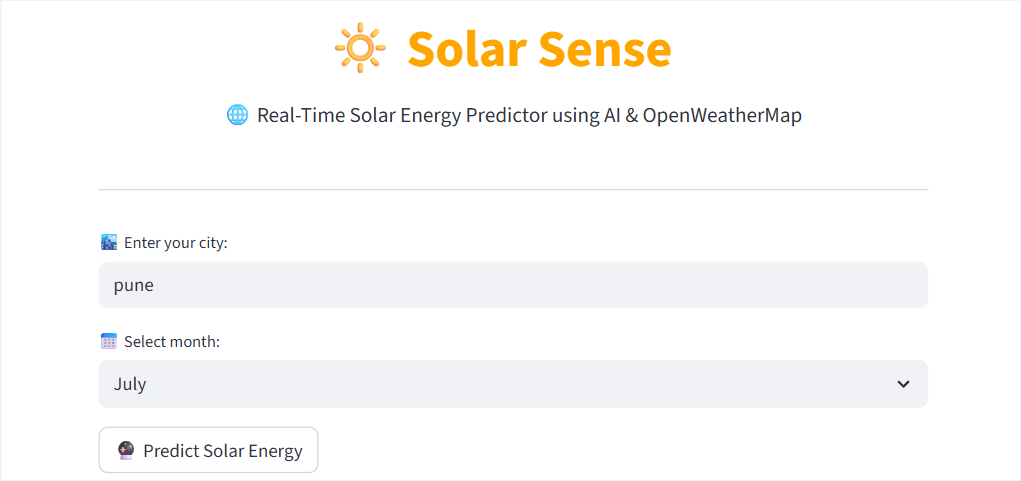 Solar Sense
Real-Time Solar Energy Predictor using AI & OpenWeatherMap
Enter your city:
pune
Select month:
July
Predict Solar Energy